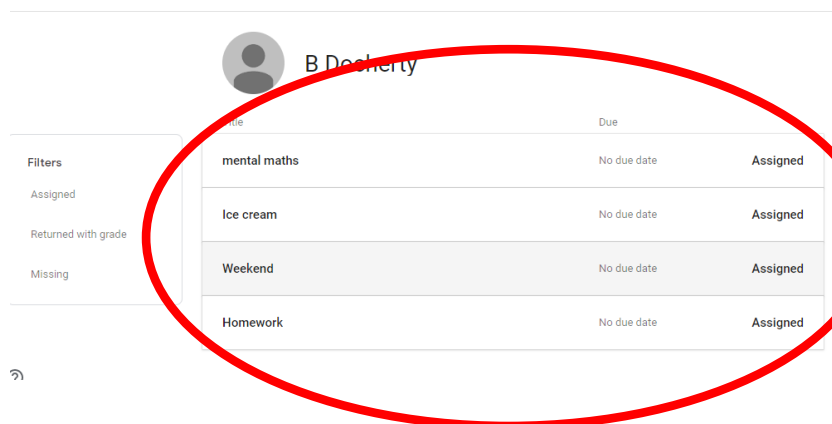 B Docherty
Title Due
Filters
mental maths No due date Assigned
Assigned
Ice cream No due date Assigned
Returned with grade
Weekend No due date Assigned
Missing
Homework No due date Assigned